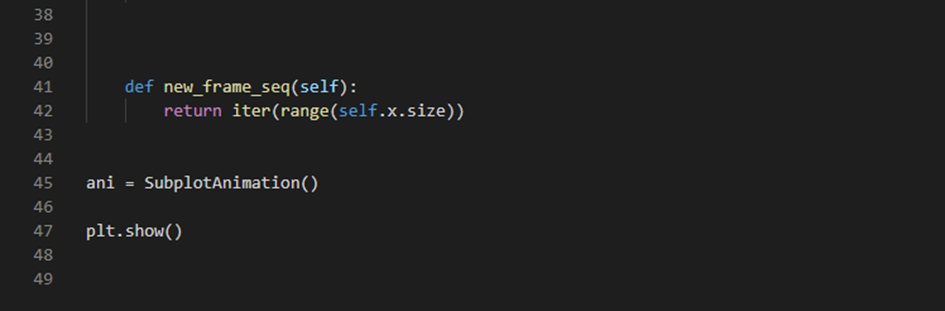 38
39
40
41 def new_frame_seq(self):
42 return iter(range(self.x.size))
43
44
45 ani = SubplotAnimation()
46
47 plt.show()
48
49